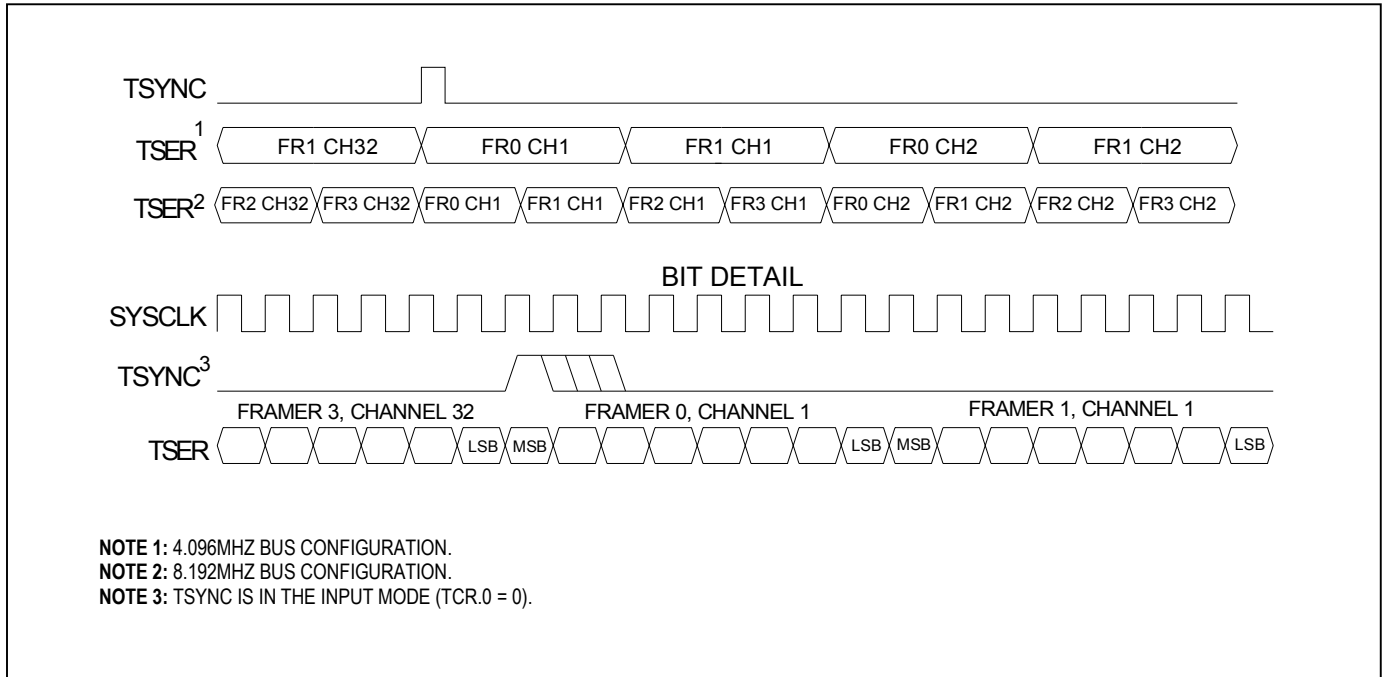 TSYNC
TSER1 FR1 CH32 FR0 CH1 FR1 CH1 FR0 CH2 FR1 CH2
TSER2 FR2 CH32 FR3 CH32 FR0 CH1 FR1 CH1 FR2 CH1 FR3 CH1 FR0 CH2 FR1 CH2 FR2 CH2 FR3 CH2
BIT DETAIL
SYSCLK
TSYNC3
FRAMER 3, CHANNEL 32 FRAMER 0, CHANNEL 1 FRAMER 1, CHANNEL 1
TSER LSB MSB LSB MSB LSB
NOTE 1: 4.096MHZ BUS CONFIGURATION.
NOTE 2: 8.192MHZ BUS CONFIGURATION.
NOTE 3: TSYNC IS IN THE INPUT MODE (TCR.0 = 0).